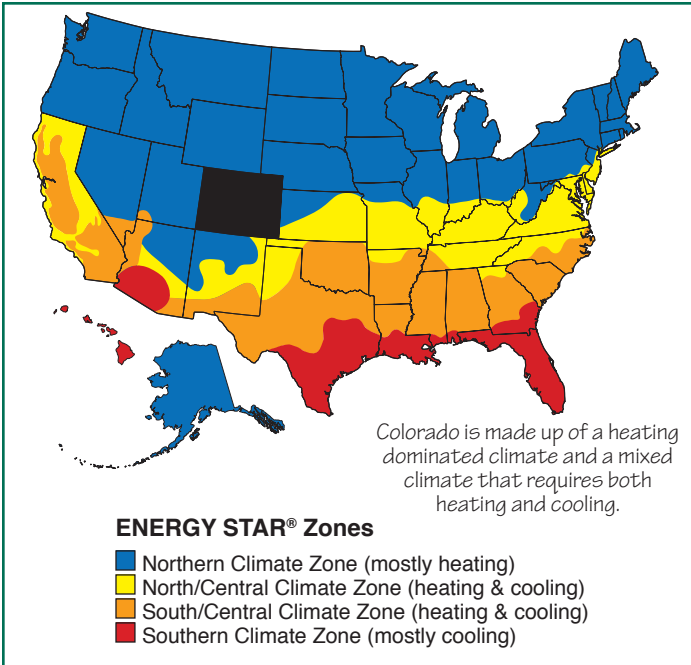 Colorado is made up of a heating
dominated climate and a mixed
climate that requires both
heating and cooling.
ENERGY STAR® Zones
Northern Climate Zone (mostly heating)
North/Central Climate Zone (heating & cooling)
South/Central Climate Zone (heating & cooling)
Southern Climate Zone (mostly cooling)